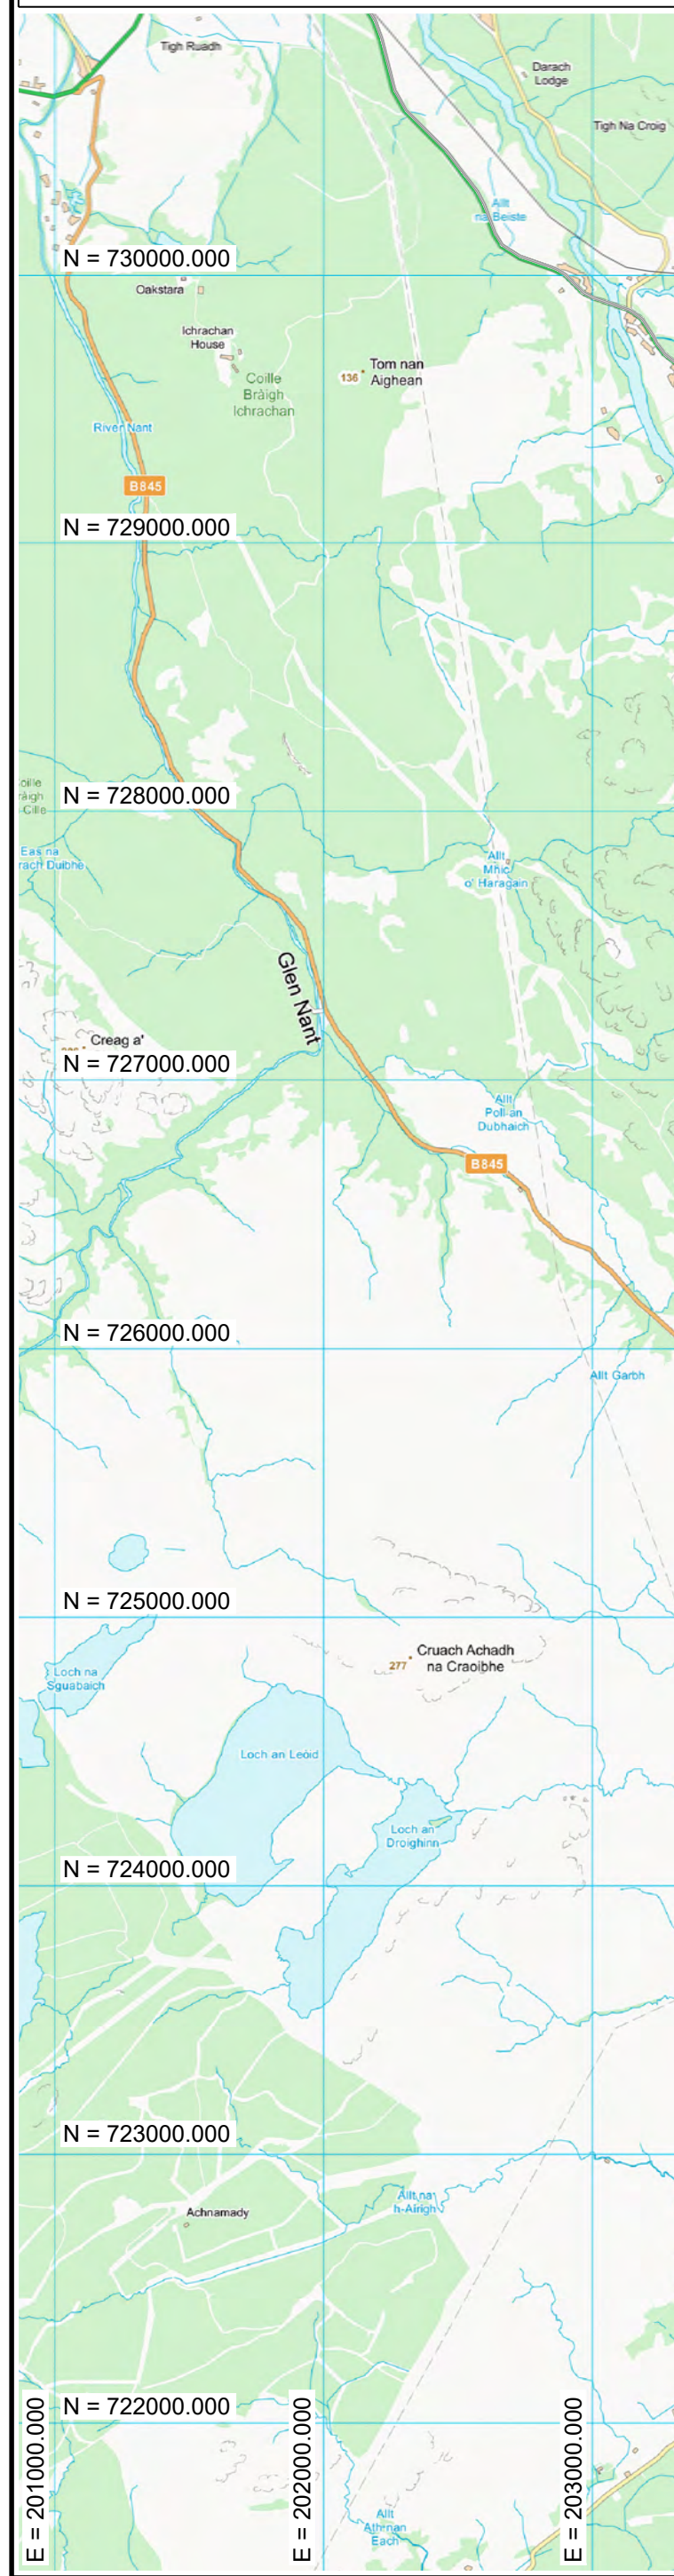 Tigh Ruadh
Darach
Lodge
Tigh Na Croig
Allt
na Beiste
N = 730000.000
Oakstara
Ichrachan
House
Coille
Bràigh
Ichrachan
136
Tom nan
Aighean
River Nant
B845
N = 729000.000
N = 728000.000
Eas na
Allt
Mhic
o' Haragain
Glen Nant
Creag a'
N = 727000.000
Allt
Poll an
Dubhaich
B845
N = 726000.000
Allt Garbh
N = 725000.000
Cruach Achadh
na Craoibhe
277
Loch na
Sguabaich
Loch an Leòid
Loch an
Droighinn
N = 724000.000
N = 723000.000
Allt na
h-Airigh
Achnamady
N = 722000.000
E = 201000.000
E = 202000.000
E = 203000.000
Allt
Ath nan
Each